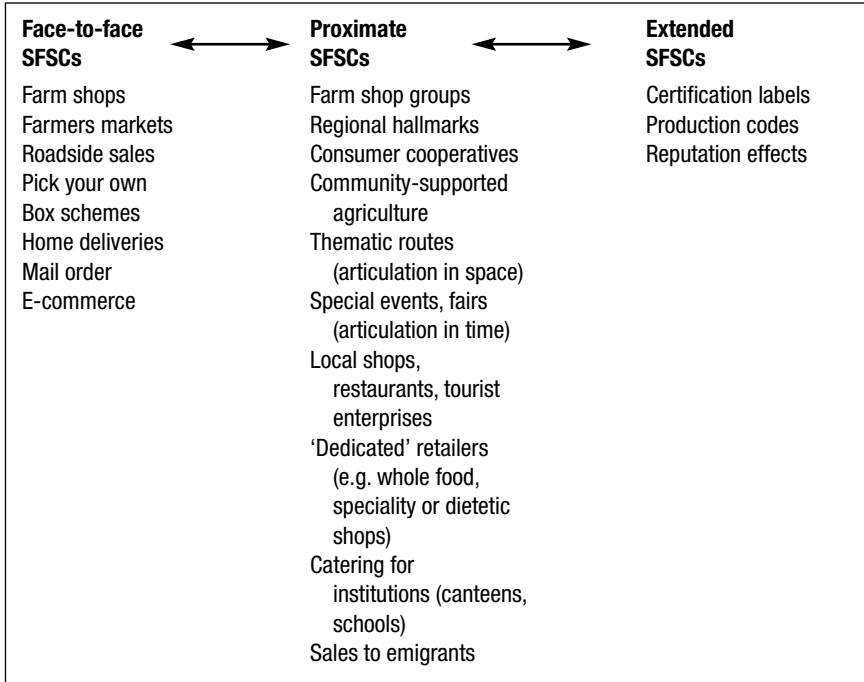 Face-to-face
SFSCs
Farm shops
Farmers markets
Roadside sales
Pick your own
Box schemes
Home deliveries
Mail order
E-commerce
Proximate
SFSCs
Farm shop groups
Regional hallmarks
Consumer cooperatives
Community-supported
agriculture
Thematic routes
(articulation in space)
Special events, fairs
(articulation in time)
Local shops,
restaurants, tourist
enterprises
‘Dedicated’ retailers
(e.g. whole food,
speciality or dietetic
shops)
Catering for
institutions (canteens,
schools)
Sales to emigrants
Extended
SFSCs
Certification labels
Production codes
Reputation effects